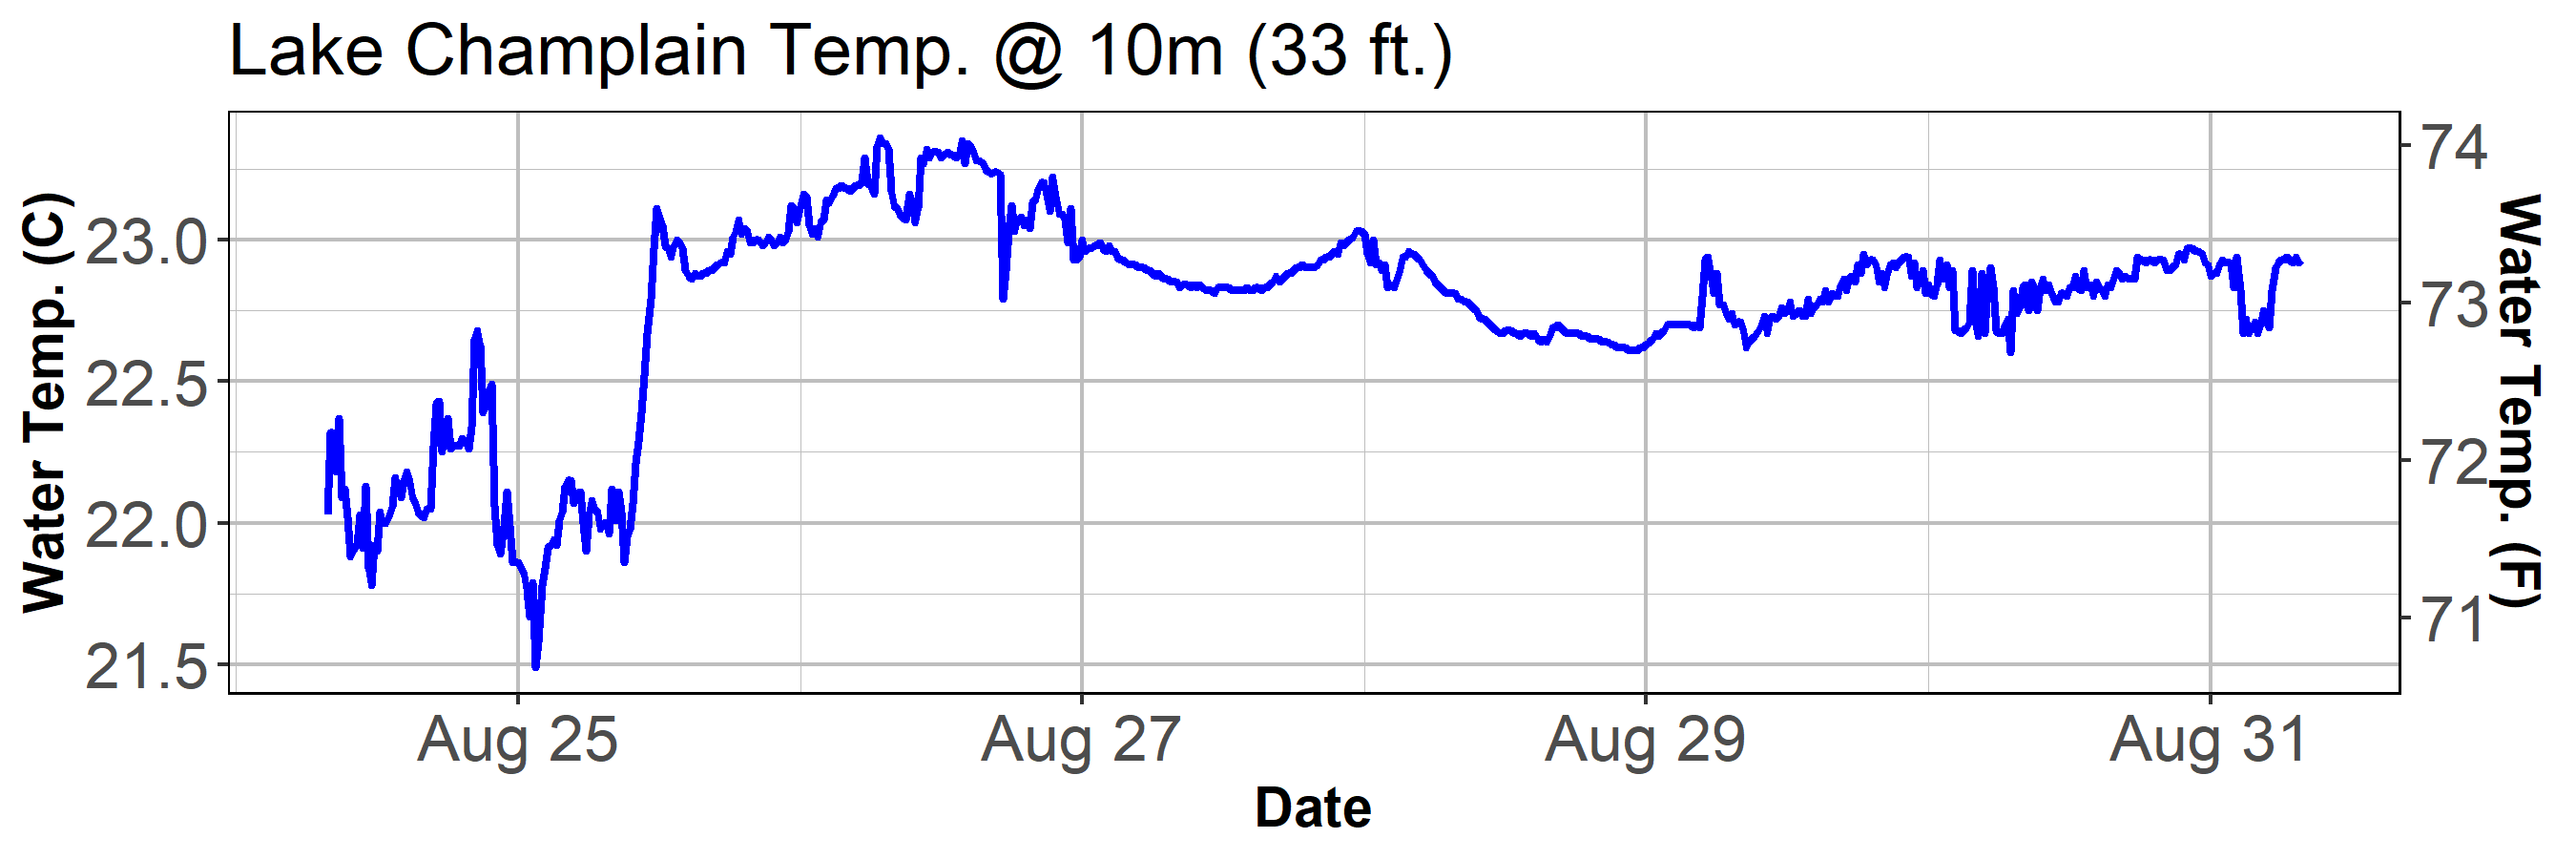 Lake Champlain Temp. @ 10m (33 ft.)
Water Temp. (C)
23.0
22.5
22.0
21.5
74
73
72
71
Water Temp. (F)
Aug 25
Aug 27
Aug 29
Aug 31
Date